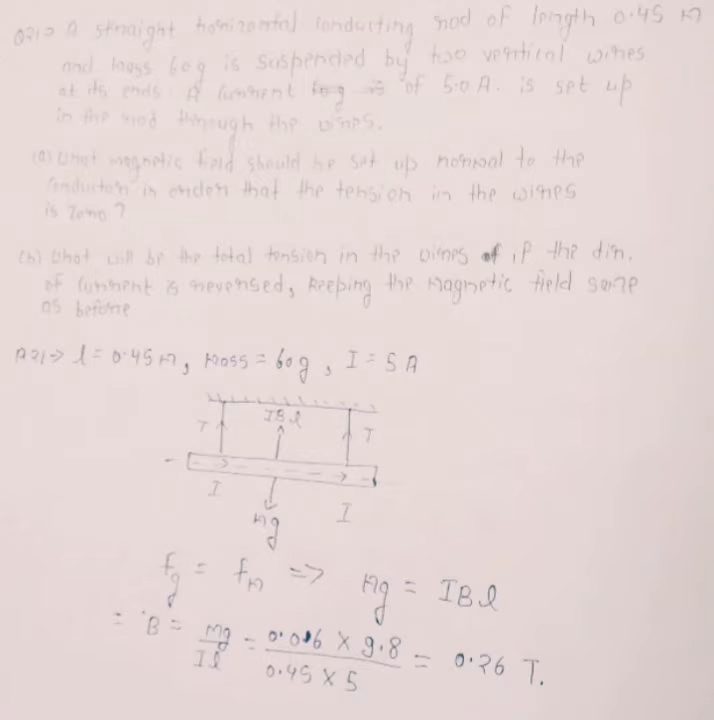 Q21⇒ A straight horizontal conducting rod of length 0.45 m
and mass 60g is suspended by two vertical wires
at its ends. A current of 5.0 A. is set up
in the rod through the wires.
(a) What magnetic field should be set up normal to the
conductor in order that the tension in the wires
is zero?
(b) What will be the total tension in the wires if the dirn.
of current is reversed, keeping the magnetic field same
as before
A21⇒ l = 0.45 m, mass = 60g, I = 5 A
IBl
T T
I I
mg
fg = fm => mg = IBl
= B = mg/Il = 0.06 × 9.8 / 0.45 × 5 = 0.26 T.